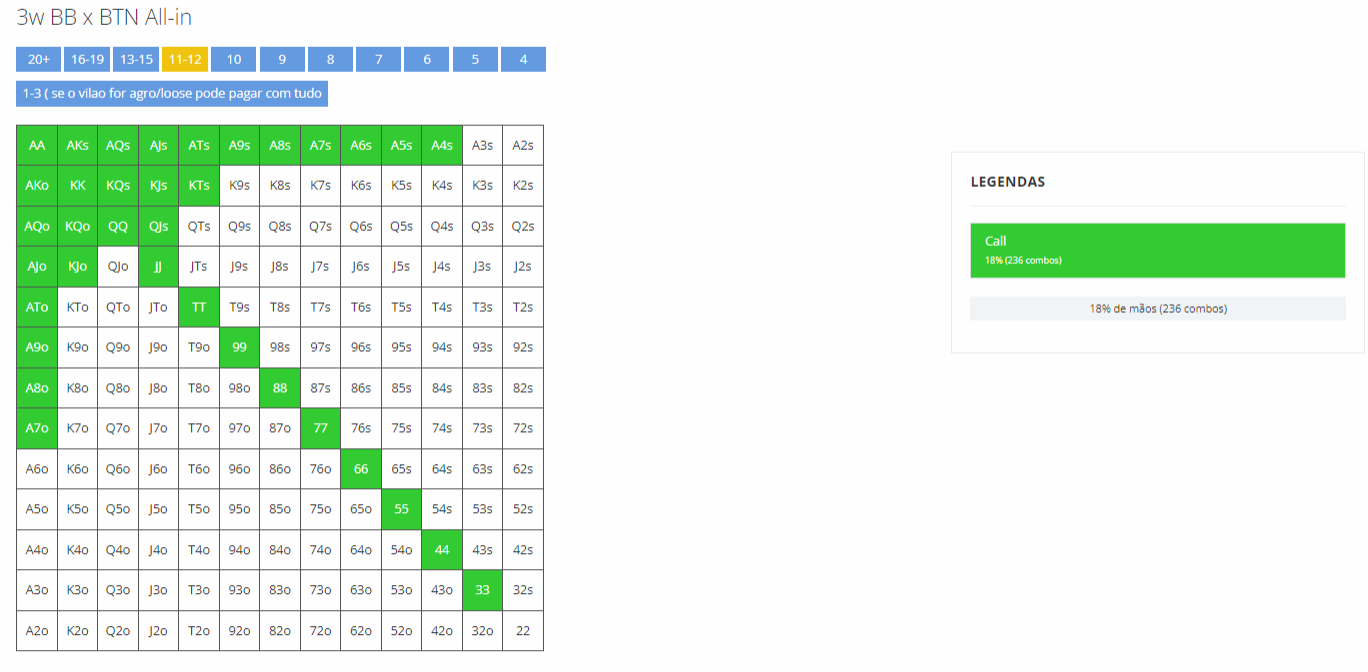 3w BB x BTN All-in
20+ 16-19 13-15 11-12 10 9 8 7 6 5 4
1-3 ( se o vilao for agro/loose pode pagar com tudo
AA AKs AQs AJs ATs A9s A8s A7s A6s A5s A4s A3s A2s
AKo KK KQs KJs KTs K9s K8s K7s K6s K5s K4s K3s K2s
AQo KQo QQ QJs QTs Q9s Q8s Q7s Q6s Q5s Q4s Q3s Q2s
AJo KJo QJo JJ JTs J9s J8s J7s J6s J5s J4s J3s J2s
ATo KTo QTo JTo TT T9s T8s T7s T6s T5s T4s T3s T2s
A9o K9o Q9o J9o T9o 99 98s 97s 96s 95s 94s 93s 92s
A8o K8o Q8o J8o T8o 98o 88 87s 86s 85s 84s 83s 82s
A7o K7o Q7o J7o T7o 97o 87o 77 76s 75s 74s 73s 72s
A6o K6o Q6o J6o T6o 96o 86o 76o 66 65s 64s 63s 62s
A5o K5o Q5o J5o T5o 95o 85o 75o 65o 55 54s 53s 52s
A4o K4o Q4o J4o T4o 94o 84o 74o 64o 54o 44 43s 42s
A3o K3o Q3o J3o T3o 93o 83o 73o 63o 53o 43o 33 32s
A2o K2o Q2o J2o T2o 92o 82o 72o 62o 52o 42o 32o 22
LEGENDAS
Call
18% (236 combos)
18% de mãos (236 combos)